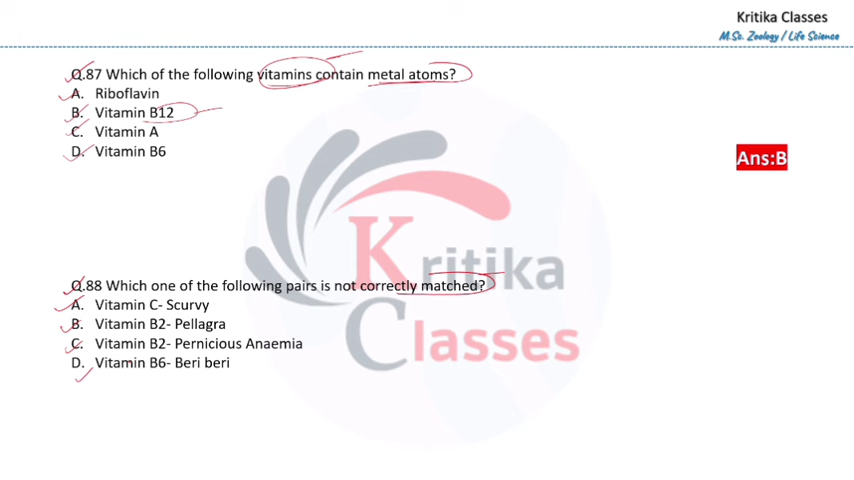 Kritika Classes
M.Sc. Zoology / Life Science
Q.87 Which of the following vitamins contain metal atoms?
A. Riboflavin
B. Vitamin B12
C. Vitamin A
D. Vitamin B6
Ans:B
Q.88 Which one of the following pairs is not correctly matched?
A. Vitamin C- Scurvy
B. Vitamin B2- Pellagra
C. Vitamin B2- Pernicious Anaemia
D. Vitamin B6- Beri beri
Kritika
Classes